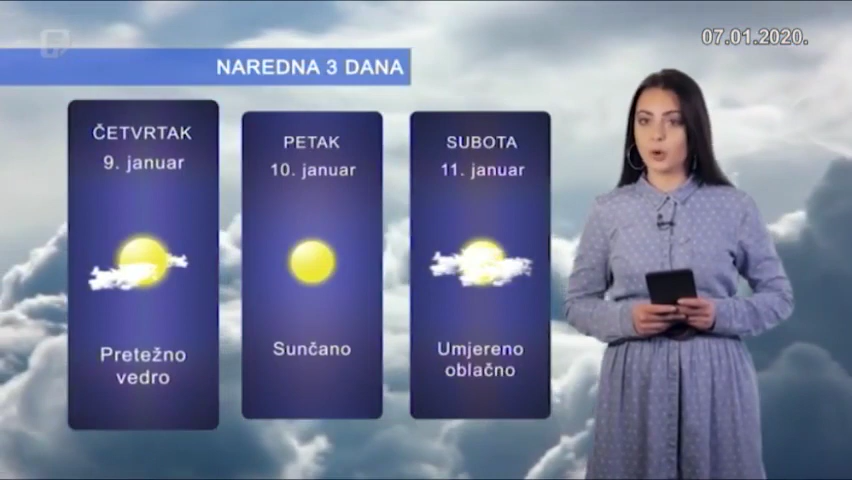 07.01.2020.
NAREDNA 3 DANA
ČETVRTAK
9. januar
Pretežno
vedro
PETAK
10. januar
Sunčano
SUBOTA
11. januar
Umjereno
oblačno